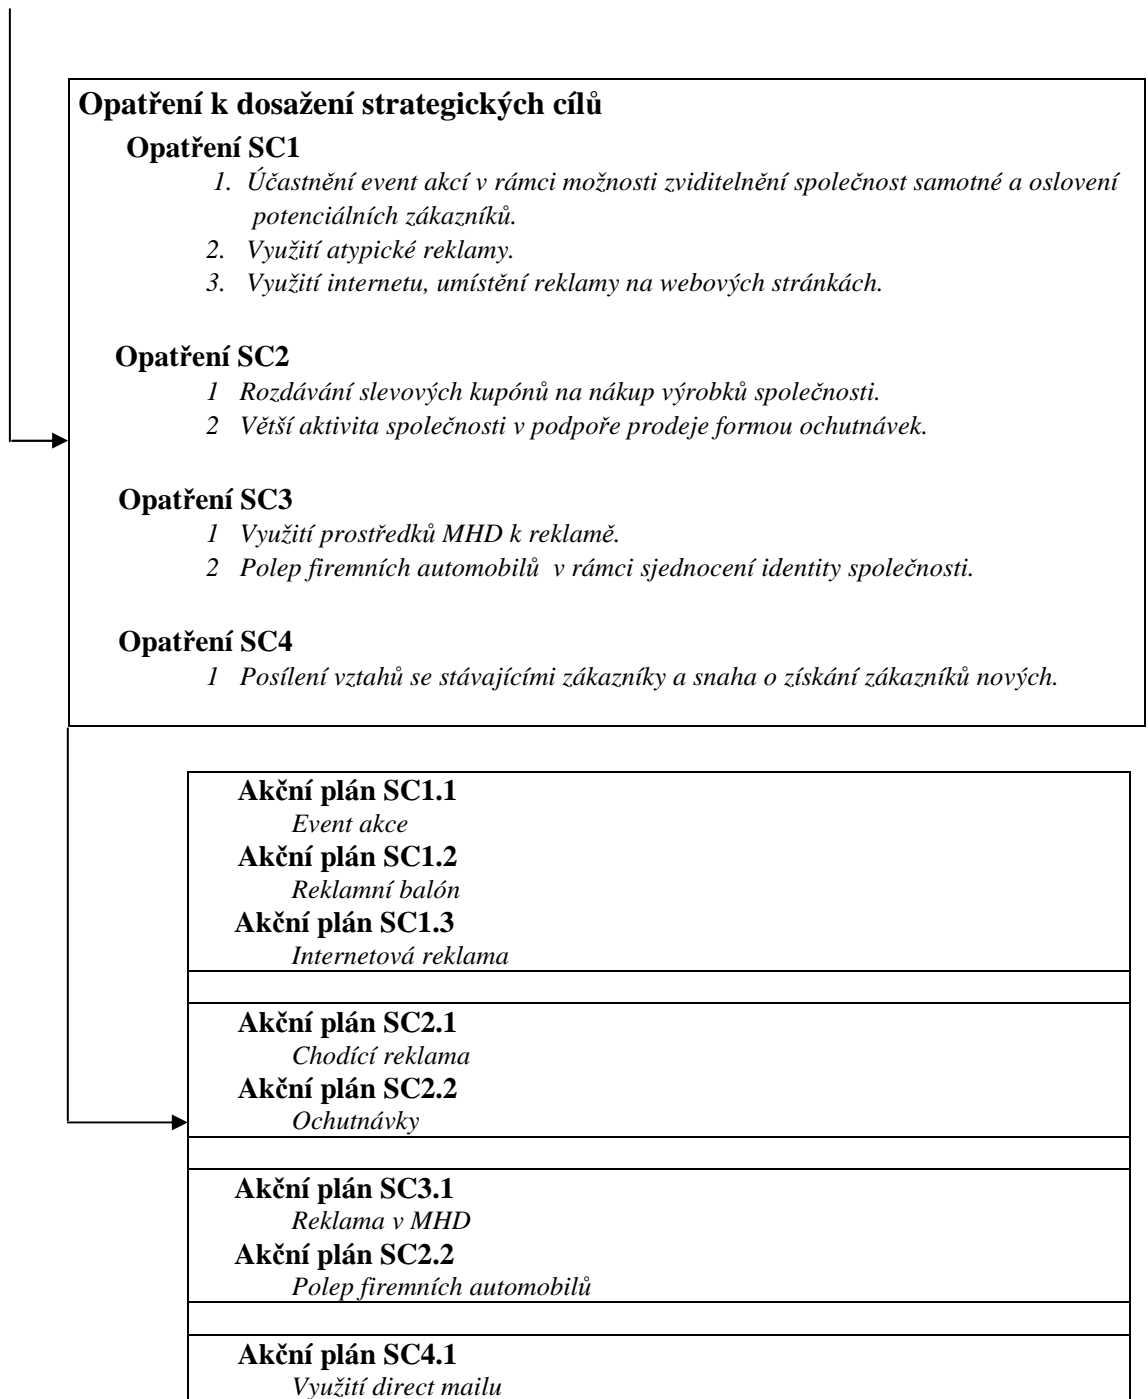 Opatření k dosažení strategických cílů
Opatření SC1
1. Účastnění event akcí v rámci možnosti zviditelnění společnost samotné a oslovení
potenciálních zákazníků.
2. Využití atypické reklamy.
3. Využití internetu, umístění reklamy na webových stránkách.
Opatření SC2
1 Rozdávání slevových kupónů na nákup výrobků společnosti.
2 Větší aktivita společnosti v podpoře prodeje formou ochutnávek.
Opatření SC3
1 Využití prostředků MHD k reklamě.
2 Polep firemních automobilů v rámci sjednocení identity společnosti.
Opatření SC4
1 Posílení vztahů se stávajícími zákazníky a snaha o získání zákazníků nových.
Akční plán SC1.1
Event akce
Akční plán SC1.2
Reklamní balón
Akční plán SC1.3
Internetová reklama
Akční plán SC2.1
Chodící reklama
Akční plán SC2.2
Ochutnávky
Akční plán SC3.1
Reklama v MHD
Akční plán SC2.2
Polep firemních automobilů
Akční plán SC4.1
Využití direct mailu